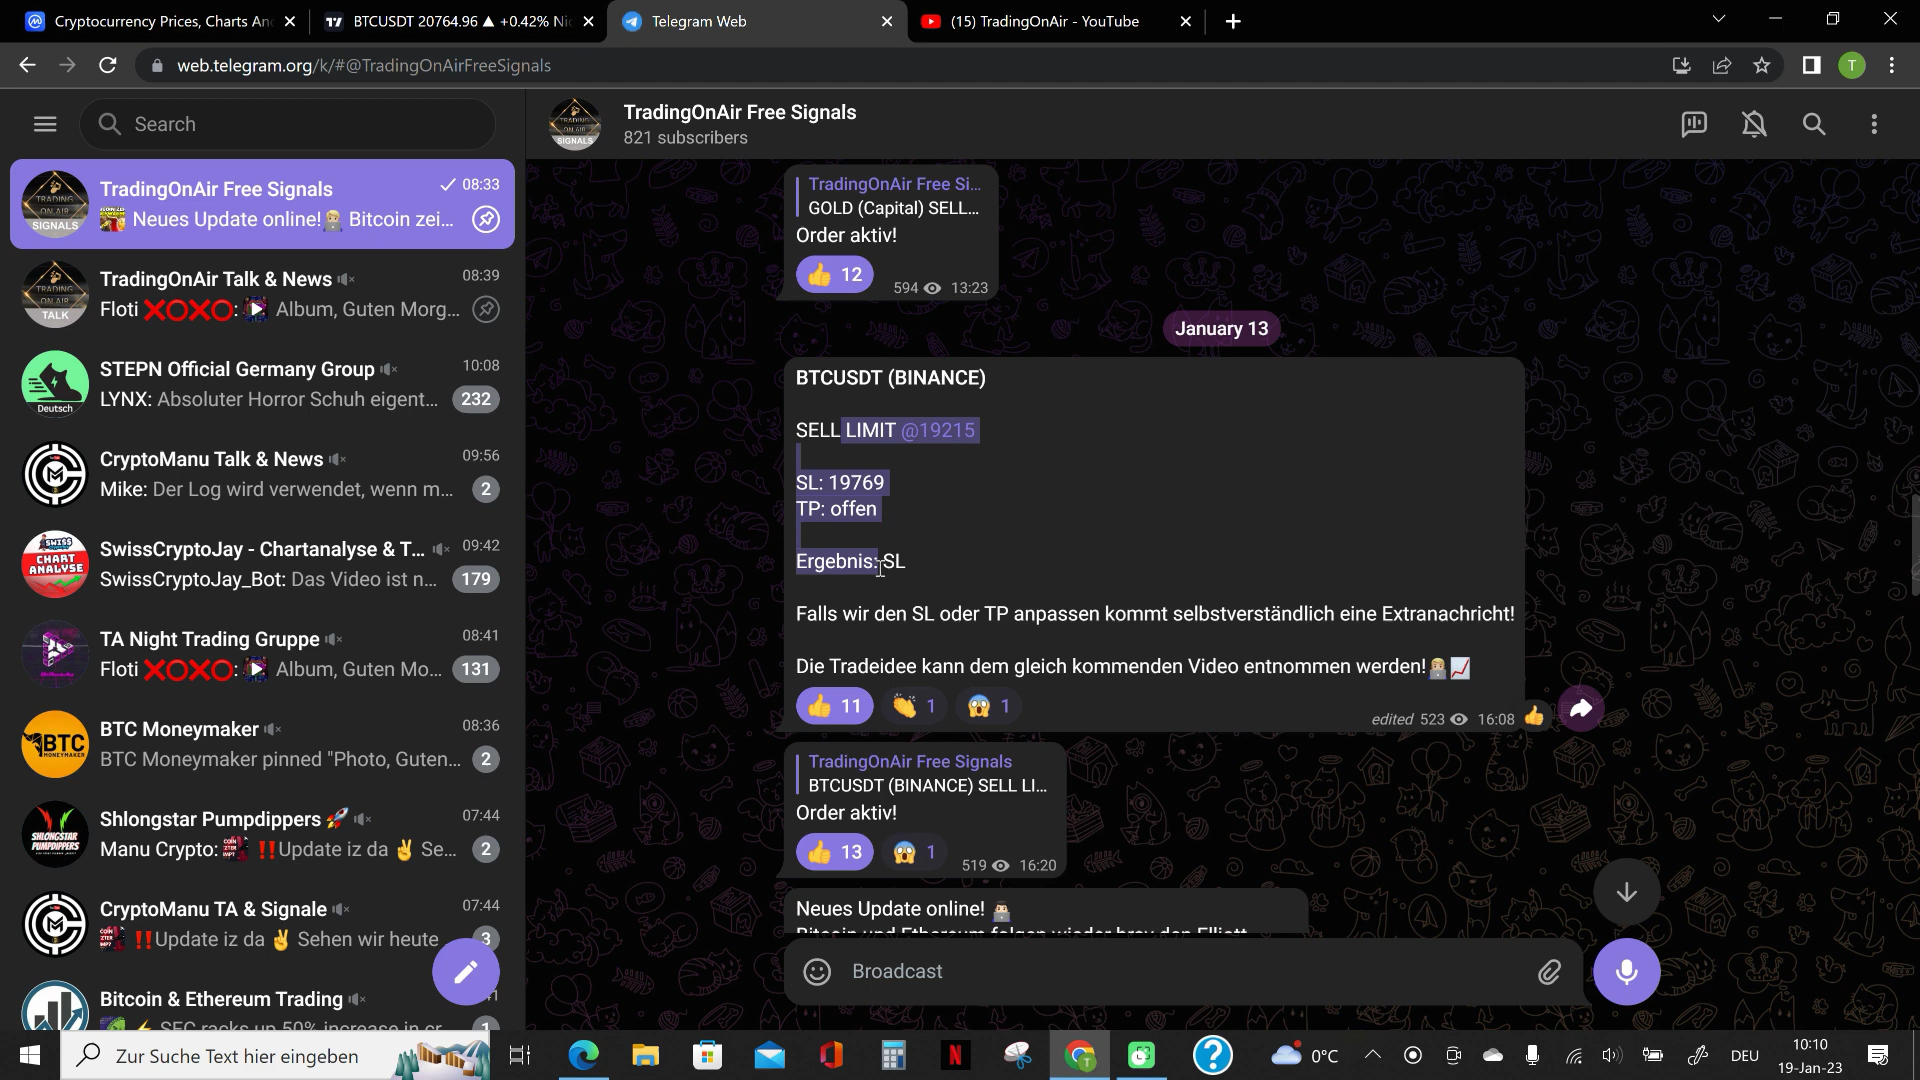 Cryptocurrency Prices, Charts An
BTCUSDT 20764.96 ▲ +0.42% Ni
Telegram Web
(15) TradingOnAir - YouTube
web.telegram.org/k/#@TradingOnAirFreeSignals
T
Search
TradingOnAir Free Signals
821 subscribers
TradingOnAir Free Signals
08:33
Neues Update online! Bitcoin zei...
TradingOnAir Talk & News
08:39
Floti ❌⭕❌⭕: Album, Guten Morg...
STEPN Official Germany Group
10:08
LYNX: Absoluter Horror Schuh eigent...
232
CryptoManu Talk & News
09:56
Mike: Der Log wird verwendet, wenn m...
2
SwissCryptoJay - Chartanalyse & T...
09:42
SwissCryptoJay_Bot: Das Video ist n...
179
TA Night Trading Gruppe
08:41
Floti ❌⭕❌⭕: Album, Guten Mo...
131
BTC Moneymaker
08:36
BTC Moneymaker pinned "Photo, Guten...
2
Shlongstar Pumpdippers 🚀
07:44
Manu Crypto: ‼️Update iz da ✌ Se...
2
CryptoManu TA & Signale
07:44
‼️Update iz da ✌ Sehen wir heute
3
Bitcoin & Ethereum Trading
⚡ SEC racks up 50% increase in cr
1
TradingOnAir Free Si...
GOLD (Capital) SELL...
Order aktiv!
👍 12
594 13:23
January 13
BTCUSDT (BINANCE)
SELL LIMIT @19215
SL: 19769
TP: offen
Ergebnis: SL
Falls wir den SL oder TP anpassen kommt selbstverständlich eine Extranachricht!
Die Tradeidee kann dem gleich kommenden Video entnommen werden!
👍 11 👏 1 😱 1
edited 523 16:08
TradingOnAir Free Signals
BTCUSDT (BINANCE) SELL LI...
Order aktiv!
👍 13 😱 1
519 16:20
Neues Update online!
Bitcoin und Ethereum folgen wieder brav den Elliott
Broadcast
Zur Suche Text hier eingeben
0°C
DEU
10:10
19-Jan-23